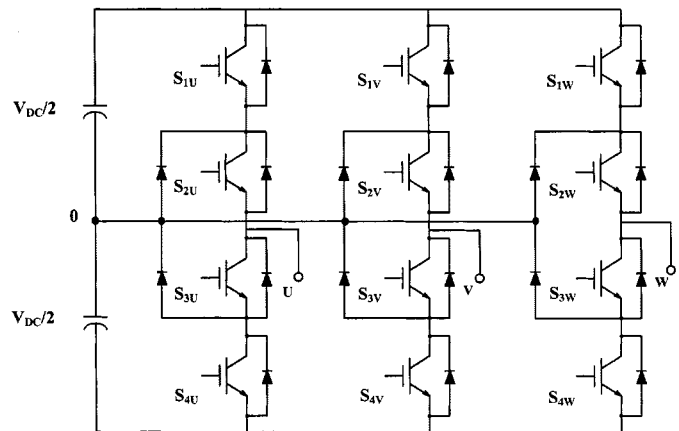 S1U
S1V
S1W
VDC/2
S2U
S2V
S2W
0
U
V
W
S3U
S3V
S3W
VDC/2
S4U
S4V
S4W